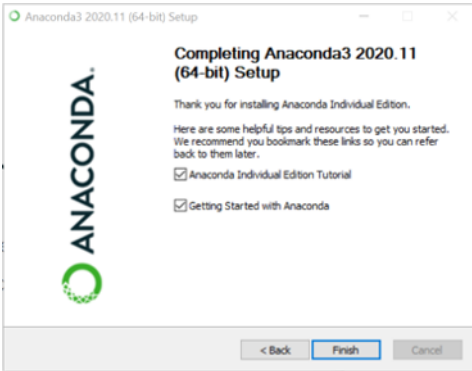 Anaconda3 2020.11 (64-bit) Setup
Completing Anaconda3 2020.11
(64-bit) Setup
Thank you for installing Anaconda Individual Edition.
Here are some helpful tips and resources to get you started.
We recommend you bookmark these links so you can refer
back to them later.
Anaconda Individual Edition Tutorial
Getting Started with Anaconda
ANACONDA.
< Back
Finish
Cancel